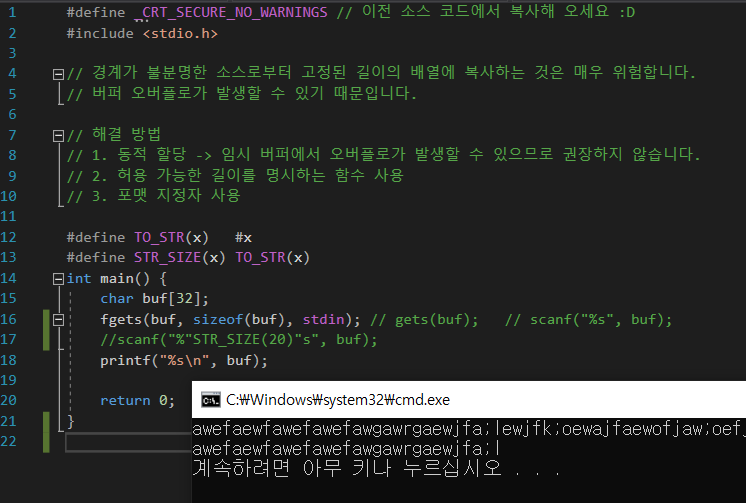 1 #define _CRT_SECURE_NO_WARNINGS // 이전 소스 코드에서 복사해 오세요 :D
2 #include <stdio.h>
3
4 // 경계가 불분명한 소스로부터 고정된 길이의 배열에 복사하는 것은 매우 위험합니다.
5 // 버퍼 오버플로가 발생할 수 있기 때문입니다.
6
7 // 해결 방법
8 // 1. 동적 할당 -> 임시 버퍼에서 오버플로가 발생할 수 있으므로 권장하지 않습니다.
9 // 2. 허용 가능한 길이를 명시하는 함수 사용
10 // 3. 포맷 지정자 사용
11
12 #define TO_STR(x) #x
13 #define STR_SIZE(x) TO_STR(x)
14 int main() {
15 char buf[32];
16 fgets(buf, sizeof(buf), stdin); // gets(buf); // scanf("%s", buf);
17 //scanf("%"STR_SIZE(20)"s", buf);
18 printf("%s\n", buf);
19
20 return 0;
21 }
22
C:₩Windows₩system32₩cmd.exe
awefaewfawefawefawgawrgaewjfa;lewjfk;oewajfaewofjaw;oefj
awefaewfawefawefawgawrgaewjfa;l
계속하려면 아무 키나 누르십시오 . . .